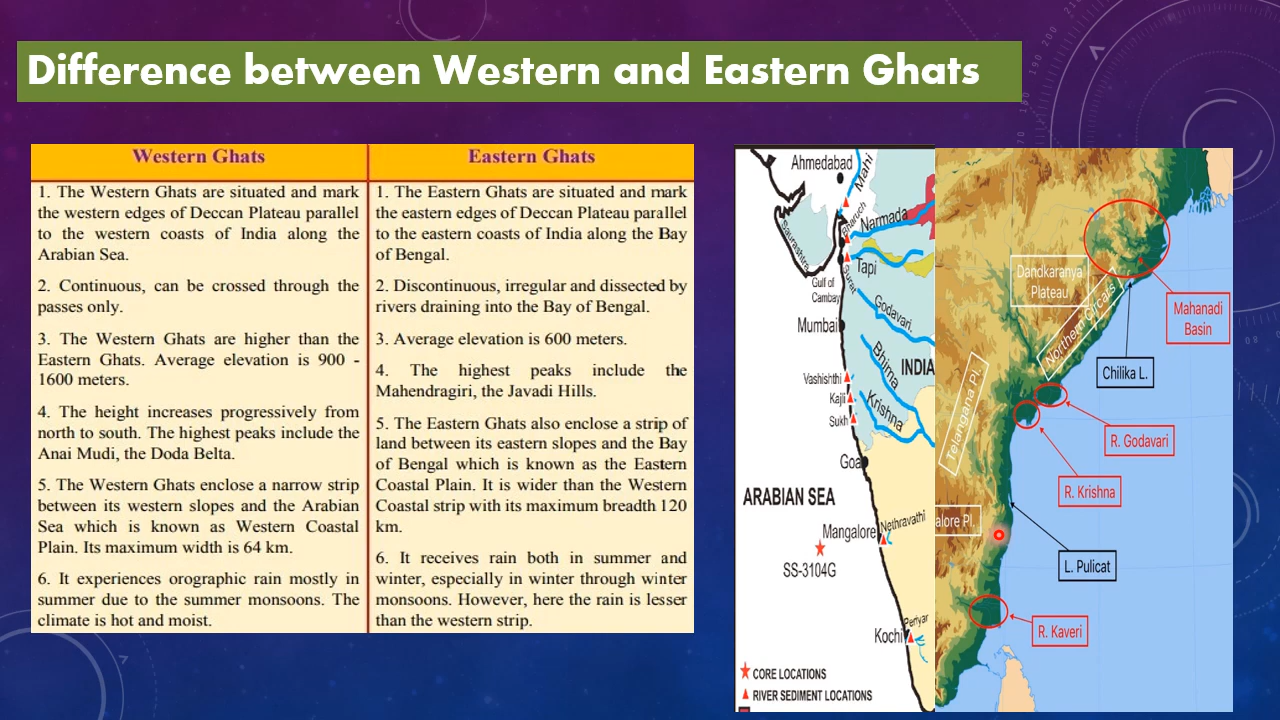 Difference between Western and Eastern Ghats
Western Ghats
1. The Western Ghats are situated and mark
the western edges of Deccan Plateau parallel
to the western coasts of India along the
Arabian Sea.
2. Continuous, can be crossed through the
passes only.
3. The Western Ghats are higher than the
Eastern Ghats. Average elevation is 900 -
1600 meters.
4. The height increases progressively from
north to south. The highest peaks include the
Anai Mudi, the Doda Belta.
5. The Western Ghats enclose a narrow strip
between its western slopes and the Arabian
Sea which is known as Western Coastal
Plain. Its maximum width is 64 km.
6. It experiences orographic rain mostly in
summer due to the summer monsoons. The
climate is hot and moist.
Eastern Ghats
1. The Eastern Ghats are situated and mark
the eastern edges of Deccan Plateau parallel
to the eastern coasts of India along the Bay
of Bengal.
2. Discontinuous, irregular and dissected by
rivers draining into the Bay of Bengal.
3. Average elevation is 600 meters.
4. The highest peaks include the
Mahendragiri, the Javadi Hills.
5. The Eastern Ghats also enclose a strip of
land between its eastern slopes and the Bay
of Bengal which is known as the Eastern
Coastal Plain. It is wider than the Western
Coastal strip with its maximum breadth 120
km.
6. It receives rain both in summer and
winter, especially in winter through winter
monsoons. However, here the rain is lesser
than the western strip.
Ahmedabad
Mahi
Saurashtra
Bharuch
Narmada
Surat
Tapi
Gulf of
Cambay
Godavari.
Mumbai
Bhima
INDIA
Vashishthi
Kajli
Krishna
Sukh
Goa
ARABIAN SEA
Mangalore
Nethravathi
SS-3104G
Periyar
Kochi
CORE LOCATIONS
RIVER SEDIMENT LOCATIONS
Dandkaranya
Plateau
Northern Circars
Mahanadi
Basin
Chilika L.
Telangana Pl.
R. Godavari
R. Krishna
alore Pl.
L. Pulicat
R. Kaveri